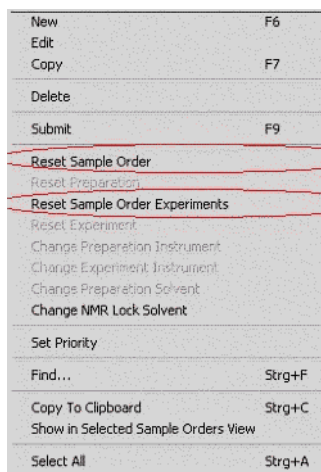 New F6
Edit
Copy F7
Delete
Submit F9
Reset Sample Order
Reset Preparation
Reset Sample Order Experiments
Reset Experiment
Change Preparation Instrument
Change Experiment Instrument
Change Preparation Solvent
Change NMR Lock Solvent
Set Priority
Find... Strg+F
Copy To Clipboard Strg+C
Show in Selected Sample Orders View
Select All Strg+A